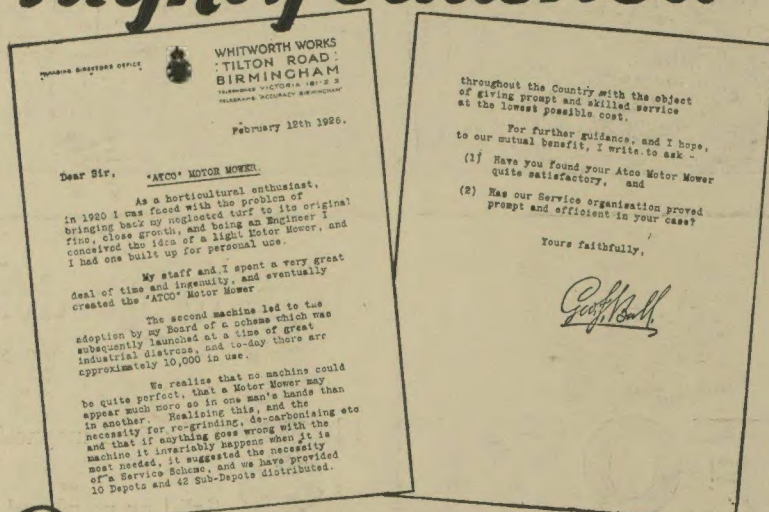 MANAGING DIRECTORS OFFICE
WHITWORTH WORKS
TILTON ROAD
BIRMINGHAM
TELEPHONES VICTORIA
TELEGRAMS "ACCURACY BIRMINGHAM"
February 12th 1926.
Dear Sir,
"ATCO" MOTOR MOWER.
As a horticultural enthusiast,
in 1920 I was faced with the problem of
bringing back my neglected turf to its original
fine, close growth, and being an Engineer I
conceived the idea of a light Motor Mower, and
I had one built up for personal use.
My staff and I spent a very great
deal of time and ingenuity, and eventually
created the "ATCO" Motor Mower
The second machine led to the
adoption by my Board of a scheme which was
subsequently launched at a time of great
industrial distress, and to-day there are
approximately 10,000 in use.
We realize that no machine could
be quite perfect, that a Motor Mower may
appear much more so in one man's hands than
in another. Realizing this, and the
necessity for re-grinding, de-carbonising etc
and that if anything goes wrong with the
machine it invariably happens when it is
most needed, it suggested the necessity
of a Service Scheme, and we have provided
10 Depots and 42 Sub-Depots distributed.
throughout the Country with the object
of giving prompt and skilled service
at the lowest possible cost.
For further guidance, and I hope,
to our mutual benefit, I write to ask -
(1) Have you found your Atco Motor Mower
quite satisfactory, and
(2) Has our Service organisation proved
prompt and efficient in your case?
Yours faithfully,